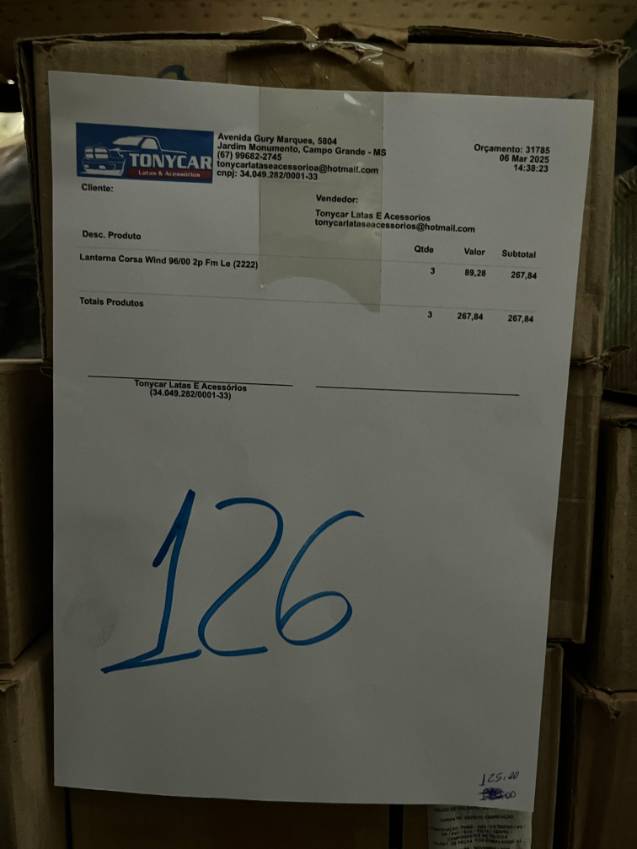 TONYCAR
Latas & Acessórios
Avenida Gury Marques, 5804
Jardim Monumento, Campo Grande - MS
(67) 99682-2745
tonycarlataseacessorios@hotmail.com
cnpj: 34.049.282/0001-33
Orçamento: 31785
06 Mar 2025
14:38:23
Cliente:
Vendedor:
Tonycar Latas E Acessorios
tonycarlataseacessorios@hotmail.com
Desc. Produto Qtde Valor Subtotal
Lanterna Corsa Wind 96/00 2p Fm Le (2222) 3 89,28 267,84
Totais Produtos 3 267,84 267,84
Tonycar Latas E Acessórios
(34.049.282/0001-33)
126
125,00